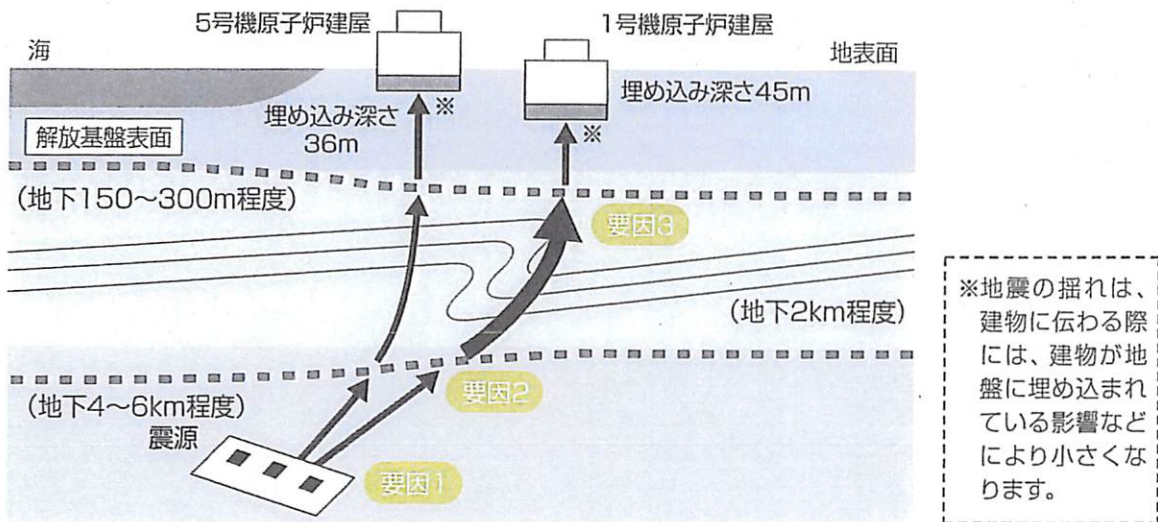 5号機原子炉建屋
1号機原子炉建屋
海
地表面
※
埋め込み深さ45m
埋め込み深さ
36m
※
解放基盤表面
(地下150～300m程度)
要因3
(地下2km程度)
要因2
(地下4～6km程度)
震源
要因1
※地震の揺れは、
建物に伝わる際
には、建物が地
盤に埋め込まれ
ている影響など
により小さくな
ります。